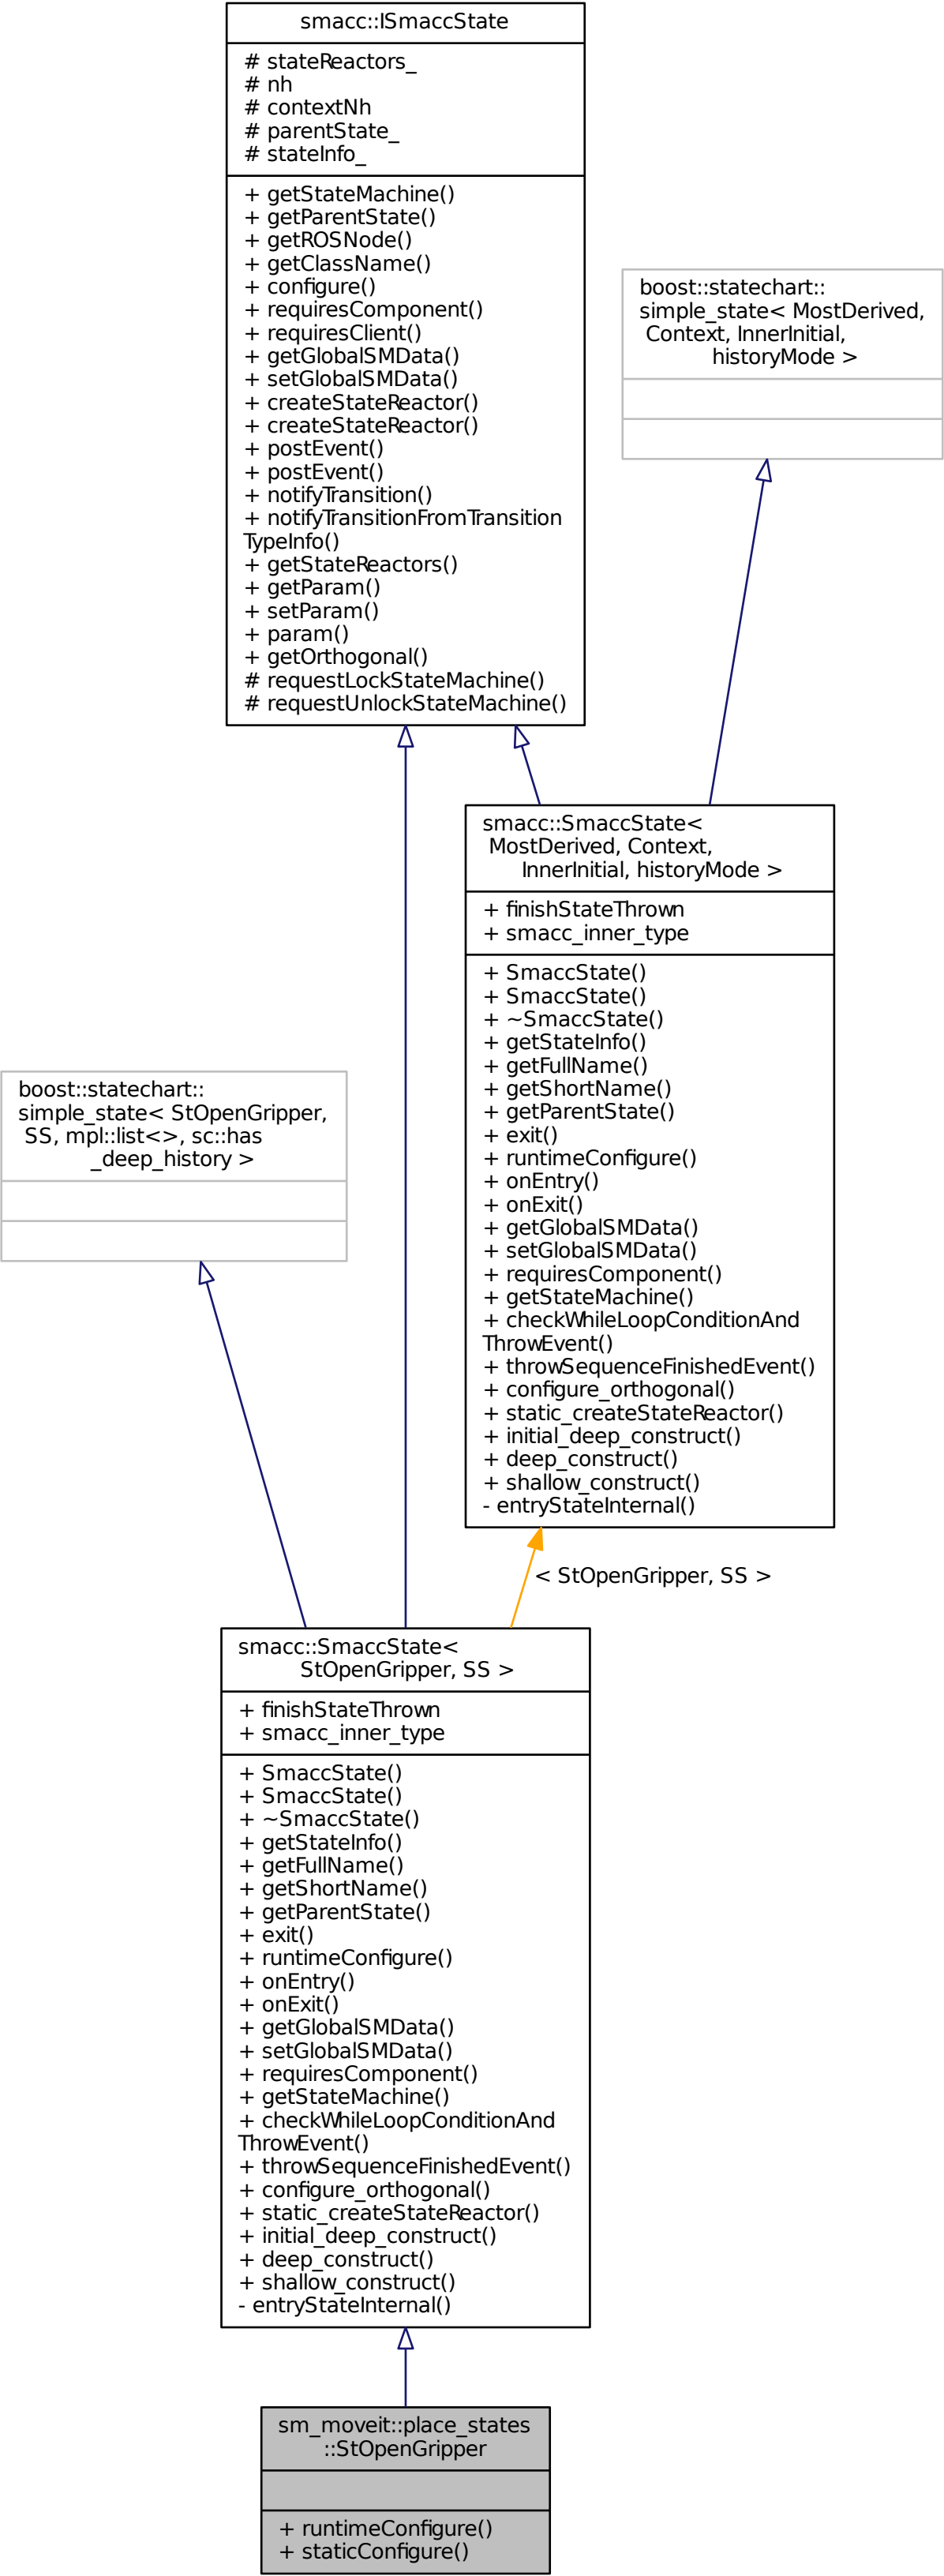 smacc::ISmaccState
# stateReactors_
# nh
# contextNh
# parentState_
# stateInfo_
+ getStateMachine()
+ getParentState()
+ getROSNode()
+ getClassName()
+ configure()
+ requiresComponent()
+ requiresClient()
+ getGlobalSMData()
+ setGlobalSMData()
+ createStateReactor()
+ createStateReactor()
+ postEvent()
+ postEvent()
+ notifyTransition()
+ notifyTransitionFromTransition
TypeInfo()
+ getStateReactors()
+ getParam()
+ setParam()
+ param()
+ getOrthogonal()
# requestLockStateMachine()
# requestUnlockStateMachine()
boost::statechart::
simple_state< MostDerived,
Context, InnerInitial,
historyMode >
smacc::SmaccState<
MostDerived, Context,
InnerInitial, historyMode >
+ finishStateThrown
+ smacc_inner_type
+ SmaccState()
+ SmaccState()
+ ~SmaccState()
+ getStateInfo()
+ getFullName()
+ getShortName()
+ getParentState()
+ exit()
+ runtimeConfigure()
+ onEntry()
+ onExit()
+ getGlobalSMData()
+ setGlobalSMData()
+ requiresComponent()
+ getStateMachine()
+ checkWhileLoopConditionAnd
ThrowEvent()
+ throwSequenceFinishedEvent()
+ configure_orthogonal()
+ static_createStateReactor()
+ initial_deep_construct()
+ deep_construct()
+ shallow_construct()
- entryStateInternal()
boost::statechart::
simple_state< StOpenGripper,
SS, mpl::list<>, sc::has
_deep_history >
< StOpenGripper, SS >
smacc::SmaccState<
StOpenGripper, SS >
+ finishStateThrown
+ smacc_inner_type
+ SmaccState()
+ SmaccState()
+ ~SmaccState()
+ getStateInfo()
+ getFullName()
+ getShortName()
+ getParentState()
+ exit()
+ runtimeConfigure()
+ onEntry()
+ onExit()
+ getGlobalSMData()
+ setGlobalSMData()
+ requiresComponent()
+ getStateMachine()
+ checkWhileLoopConditionAnd
ThrowEvent()
+ throwSequenceFinishedEvent()
+ configure_orthogonal()
+ static_createStateReactor()
+ initial_deep_construct()
+ deep_construct()
+ shallow_construct()
- entryStateInternal()
sm_moveit::place_states
::StOpenGripper
+ runtimeConfigure()
+ staticConfigure()